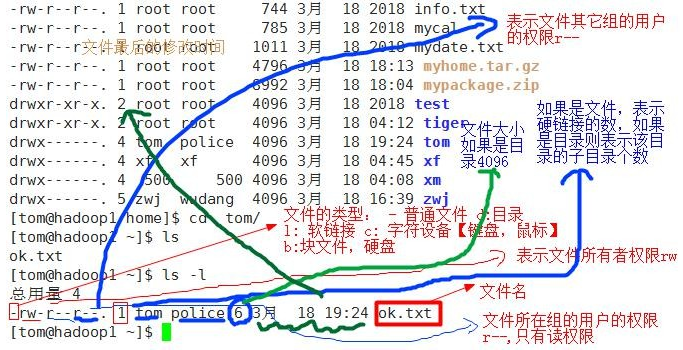 -rw-r--r--. 1 root root 744 3月 18 2018 info.txt
表示文件其它组的用户
的权限r--
-rw-r--r--. 1 root root 785 3月 18 2018 mycal
文件最后的修改时间
-rw-r--r--. 1 root root 1011 3月 18 2018 mydate.txt
-rw-r--r--. 1 root root 4796 3月 18 18:13 myhome.tar.gz
-rw-r--r--. 1 root root 8992 3月 18 18:04 mypackage.zip
drwxr-xr-x. 2 root root 4096 3月 18 2018 test
drwxr-xr-x. 2 root root 4096 3月 18 04:12 tiger
drwx------. 4 tom police 4096 3月 18 19:24 tom
drwx------. 4 xf xf 4096 3月 18 04:45 xf
drwx------. 4 500 500 4096 3月 18 04:08 xm
drwx------. 5 zwj wudang 4096 3月 18 16:39 zwj
文件大小
如果是目
录4096
如果是文件，表示
硬链接的数，如果
是目录则表示该目
录的子目录个数
[tom@hadoop1 home]$ cd tom/
文件的类型： - 普通文件 d:目录
l: 软链接 c: 字符设备【键盘，鼠标】
b:块文件，硬盘
[tom@hadoop1 ~]$ ls
ok.txt
表示文件所有者权限rw
[tom@hadoop1 ~]$ ls -l
总用量 4
文件名
-rw-r--r--. 1 tom police 6 3月 18 19:24 ok.txt
文件所在组的用户的权限
r--,只有读权限
[tom@hadoop1 ~]$